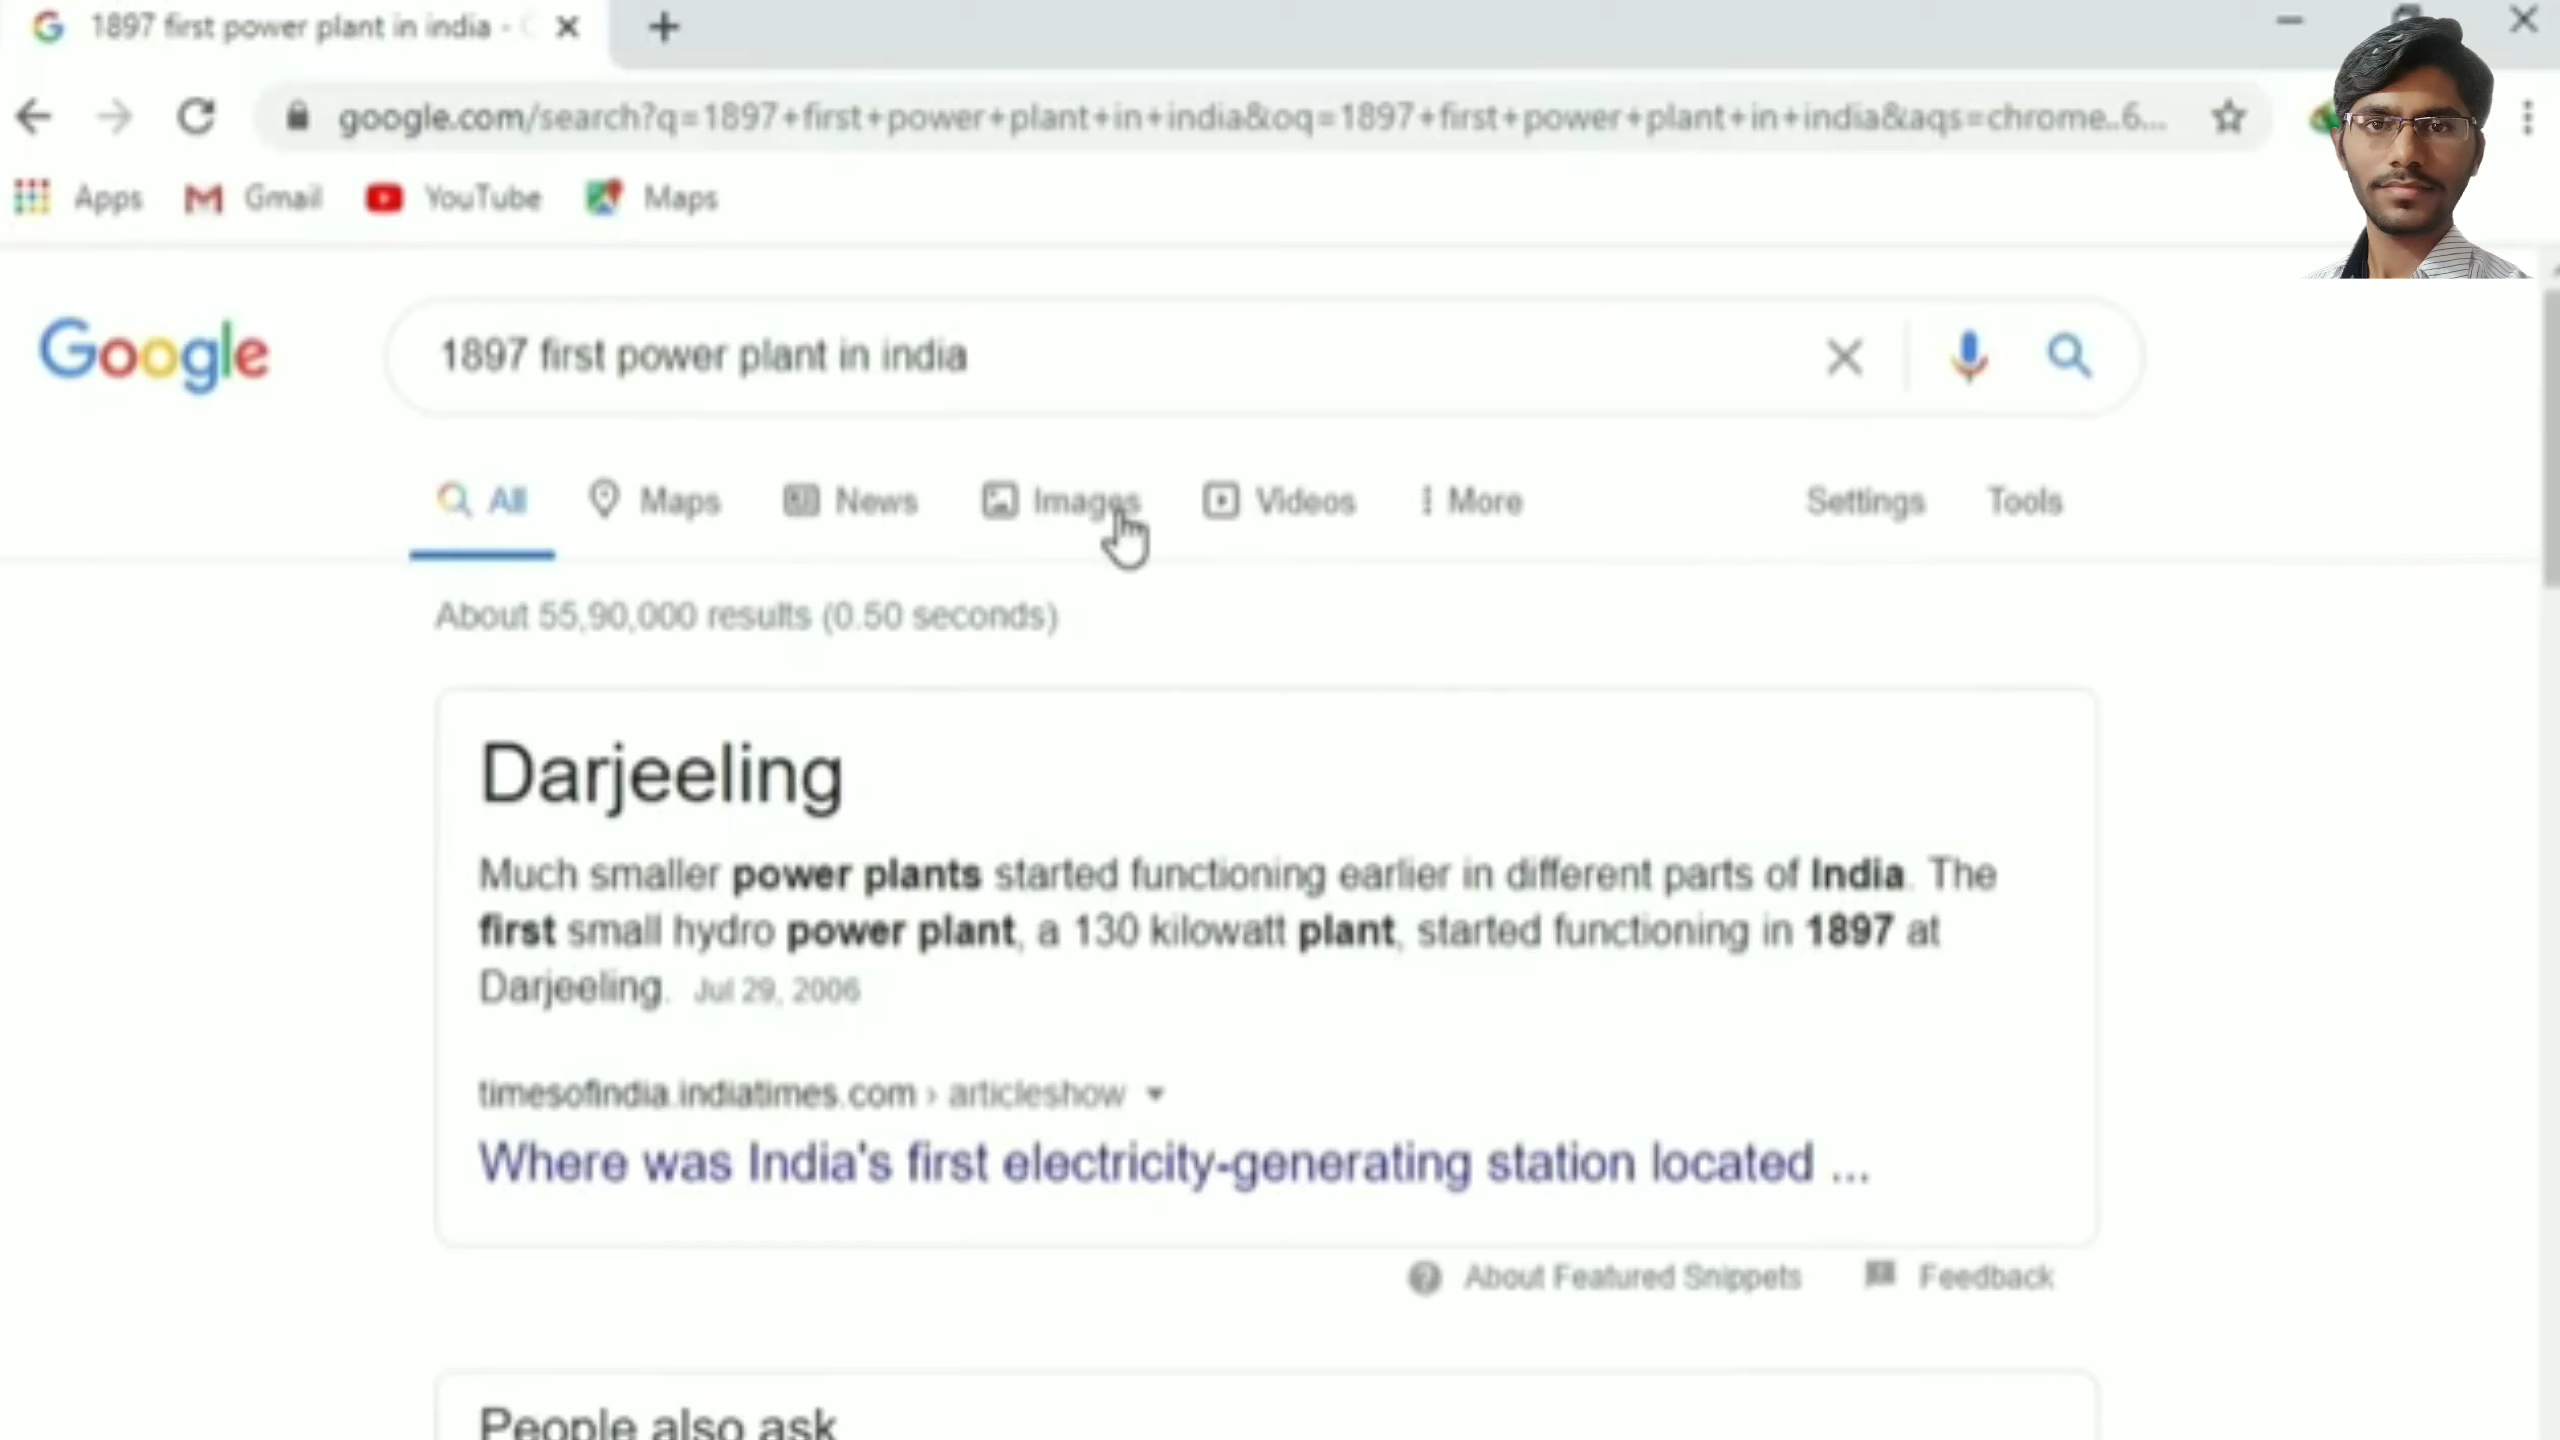 1897 first power plant in india -
google.com/search?q=1897+first+power+plant+in+india&oq=1897+first+power+plant+in+india&aqs=chrome..6...
Apps Gmail YouTube Maps
Google 1897 first power plant in india
All Maps News Images Videos More Settings Tools
About 55,90,000 results (0.50 seconds)
Darjeeling
Much smaller power plants started functioning earlier in different parts of India. The
first small hydro power plant, a 130 kilowatt plant, started functioning in 1897 at
Darjeeling. Jul 29, 2006
timesofindia.indiatimes.com › articleshow
Where was India's first electricity-generating station located ...
About Featured Snippets Feedback
People also ask